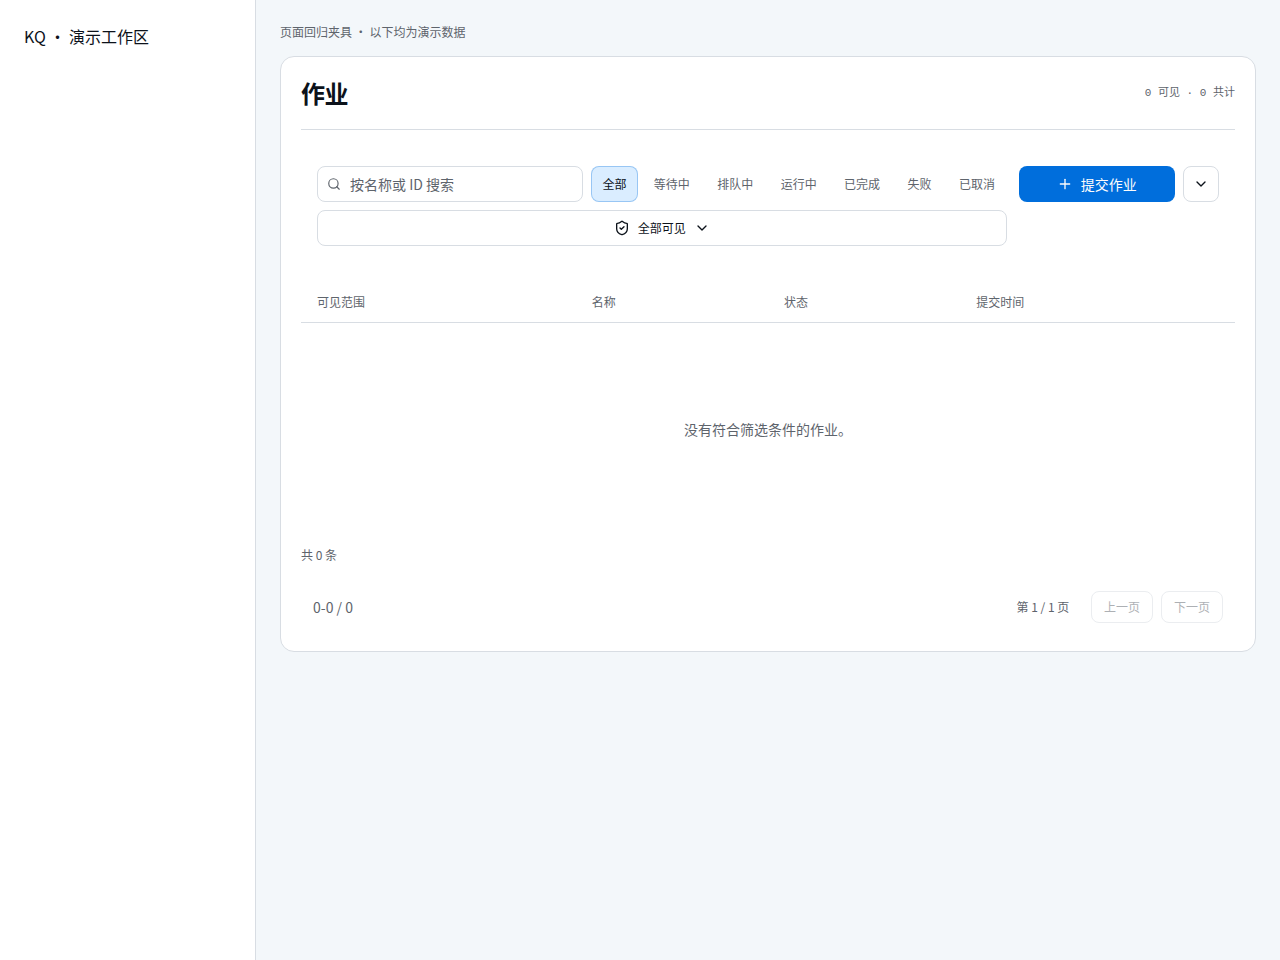 KQ · 演示工作区
页面回归夹具 · 以下均为演示数据
作业
0 可见 · 0 共计
按名称或 ID 搜索
全部 等待中 排队中 运行中 已完成 失败 已取消
提交作业
全部可见
可见范围 名称 状态 提交时间
没有符合筛选条件的作业。
共 0 条
0-0 / 0
第 1 / 1 页 上一页 下一页